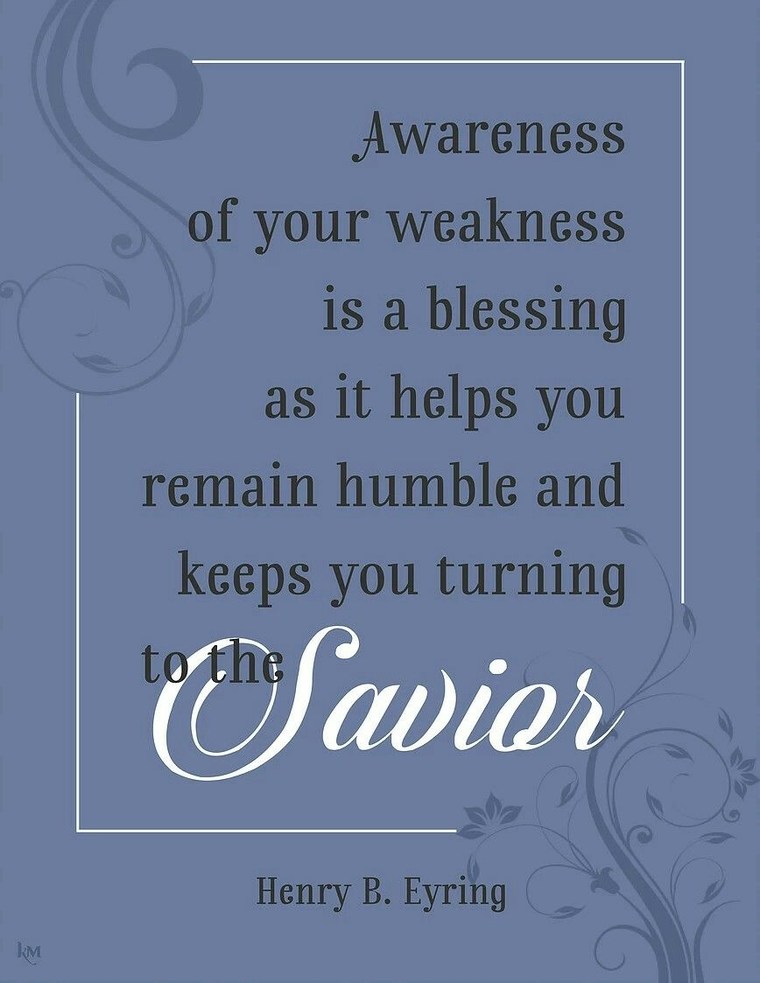 Awareness
of your weakness
is a blessing
as it helps you
remain humble and
keeps you turning
to the Savior
Henry B. Eyring
KM